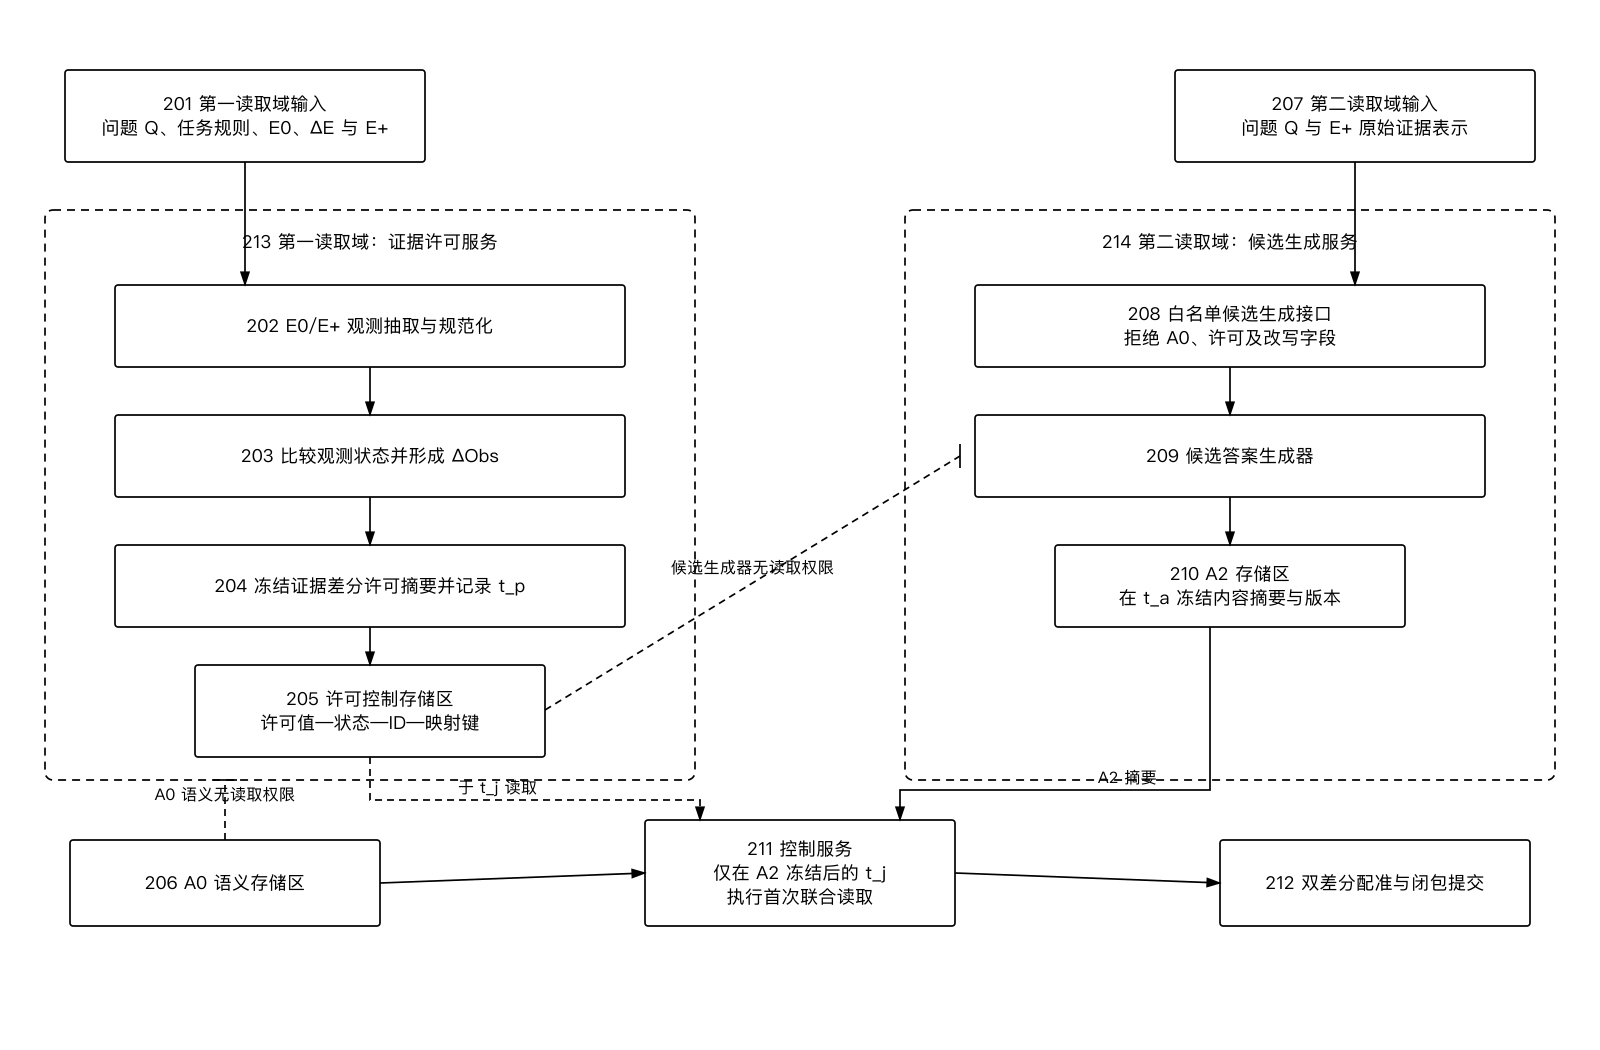 201 第一读取域输入
问题 Q、任务规则、E0、ΔE 与 E+
207 第二读取域输入
问题 Q 与 E+ 原始证据表示
213 第一读取域：证据许可服务
214 第二读取域：候选生成服务
202 E0/E+ 观测抽取与规范化
208 白名单候选生成接口
拒绝 A0、许可及改写字段
203 比较观测状态并形成 ΔObs
209 候选答案生成器
候选生成器无读取权限
204 冻结证据差分许可摘要并记录 t_p
210 A2 存储区
在 t_a 冻结内容摘要与版本
205 许可控制存储区
许可值—状态—ID—映射键
A0 语义无读取权限
于 t_j 读取
A2 摘要
206 A0 语义存储区
211 控制服务
仅在 A2 冻结后的 t_j
执行首次联合读取
212 双差分配准与闭包提交